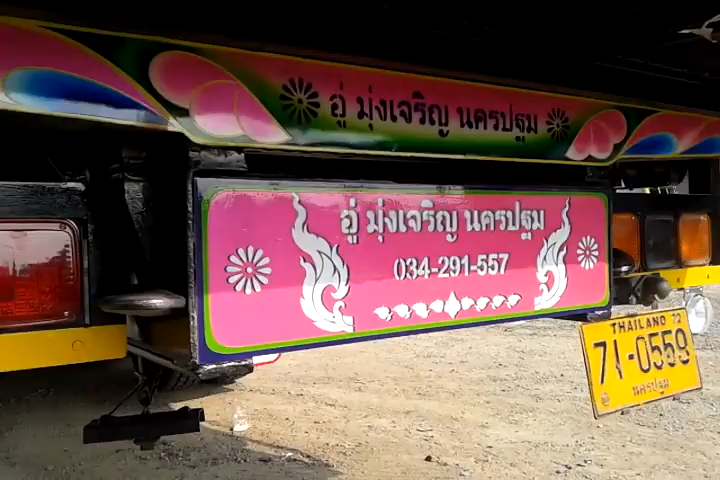 อู่ มุ่งเจริญ นครปฐม
อู่ มุ่งเจริญ นครปฐม
034-291-557
THAILAND 72
71-0559
นครปฐม